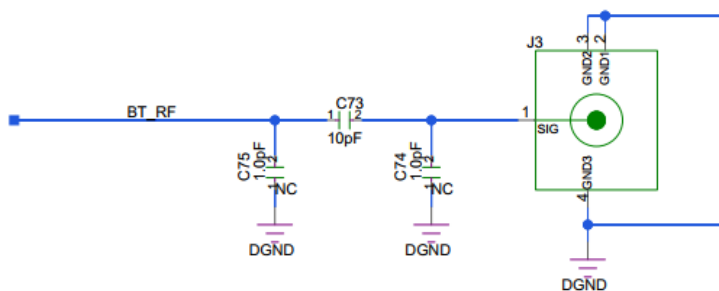 J3
3
2
GND2
GND1
BT_RF
1
C73
2
10pF
1
SIG
C75
1.0pF
2
1
NC
C74
1.0pF
2
1
NC
GND3
4
DGND
DGND
DGND